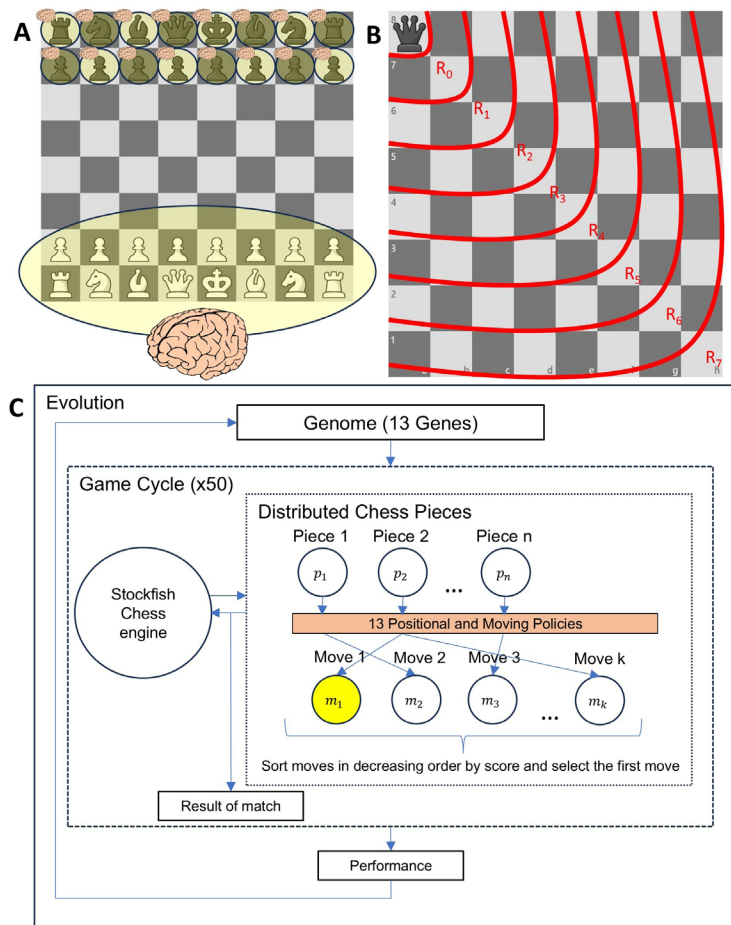 A
B
8
7
6
5
4
3
2
1
R0
R1
R2
R3
R4
R5
R6
R7
b
c
d
e
g
h
C
Evolution
Genome (13 Genes)
Game Cycle (x50)
Distributed Chess Pieces
Piece 1 Piece 2 Piece n
Stockfish
Chess
engine
p1 p2 ... pn
13 Positional and Moving Policies
Move 1 Move 2 Move 3 Move k
m1 m2 m3 ... mk
Sort moves in decreasing order by score and select the first move
Result of match
Performance